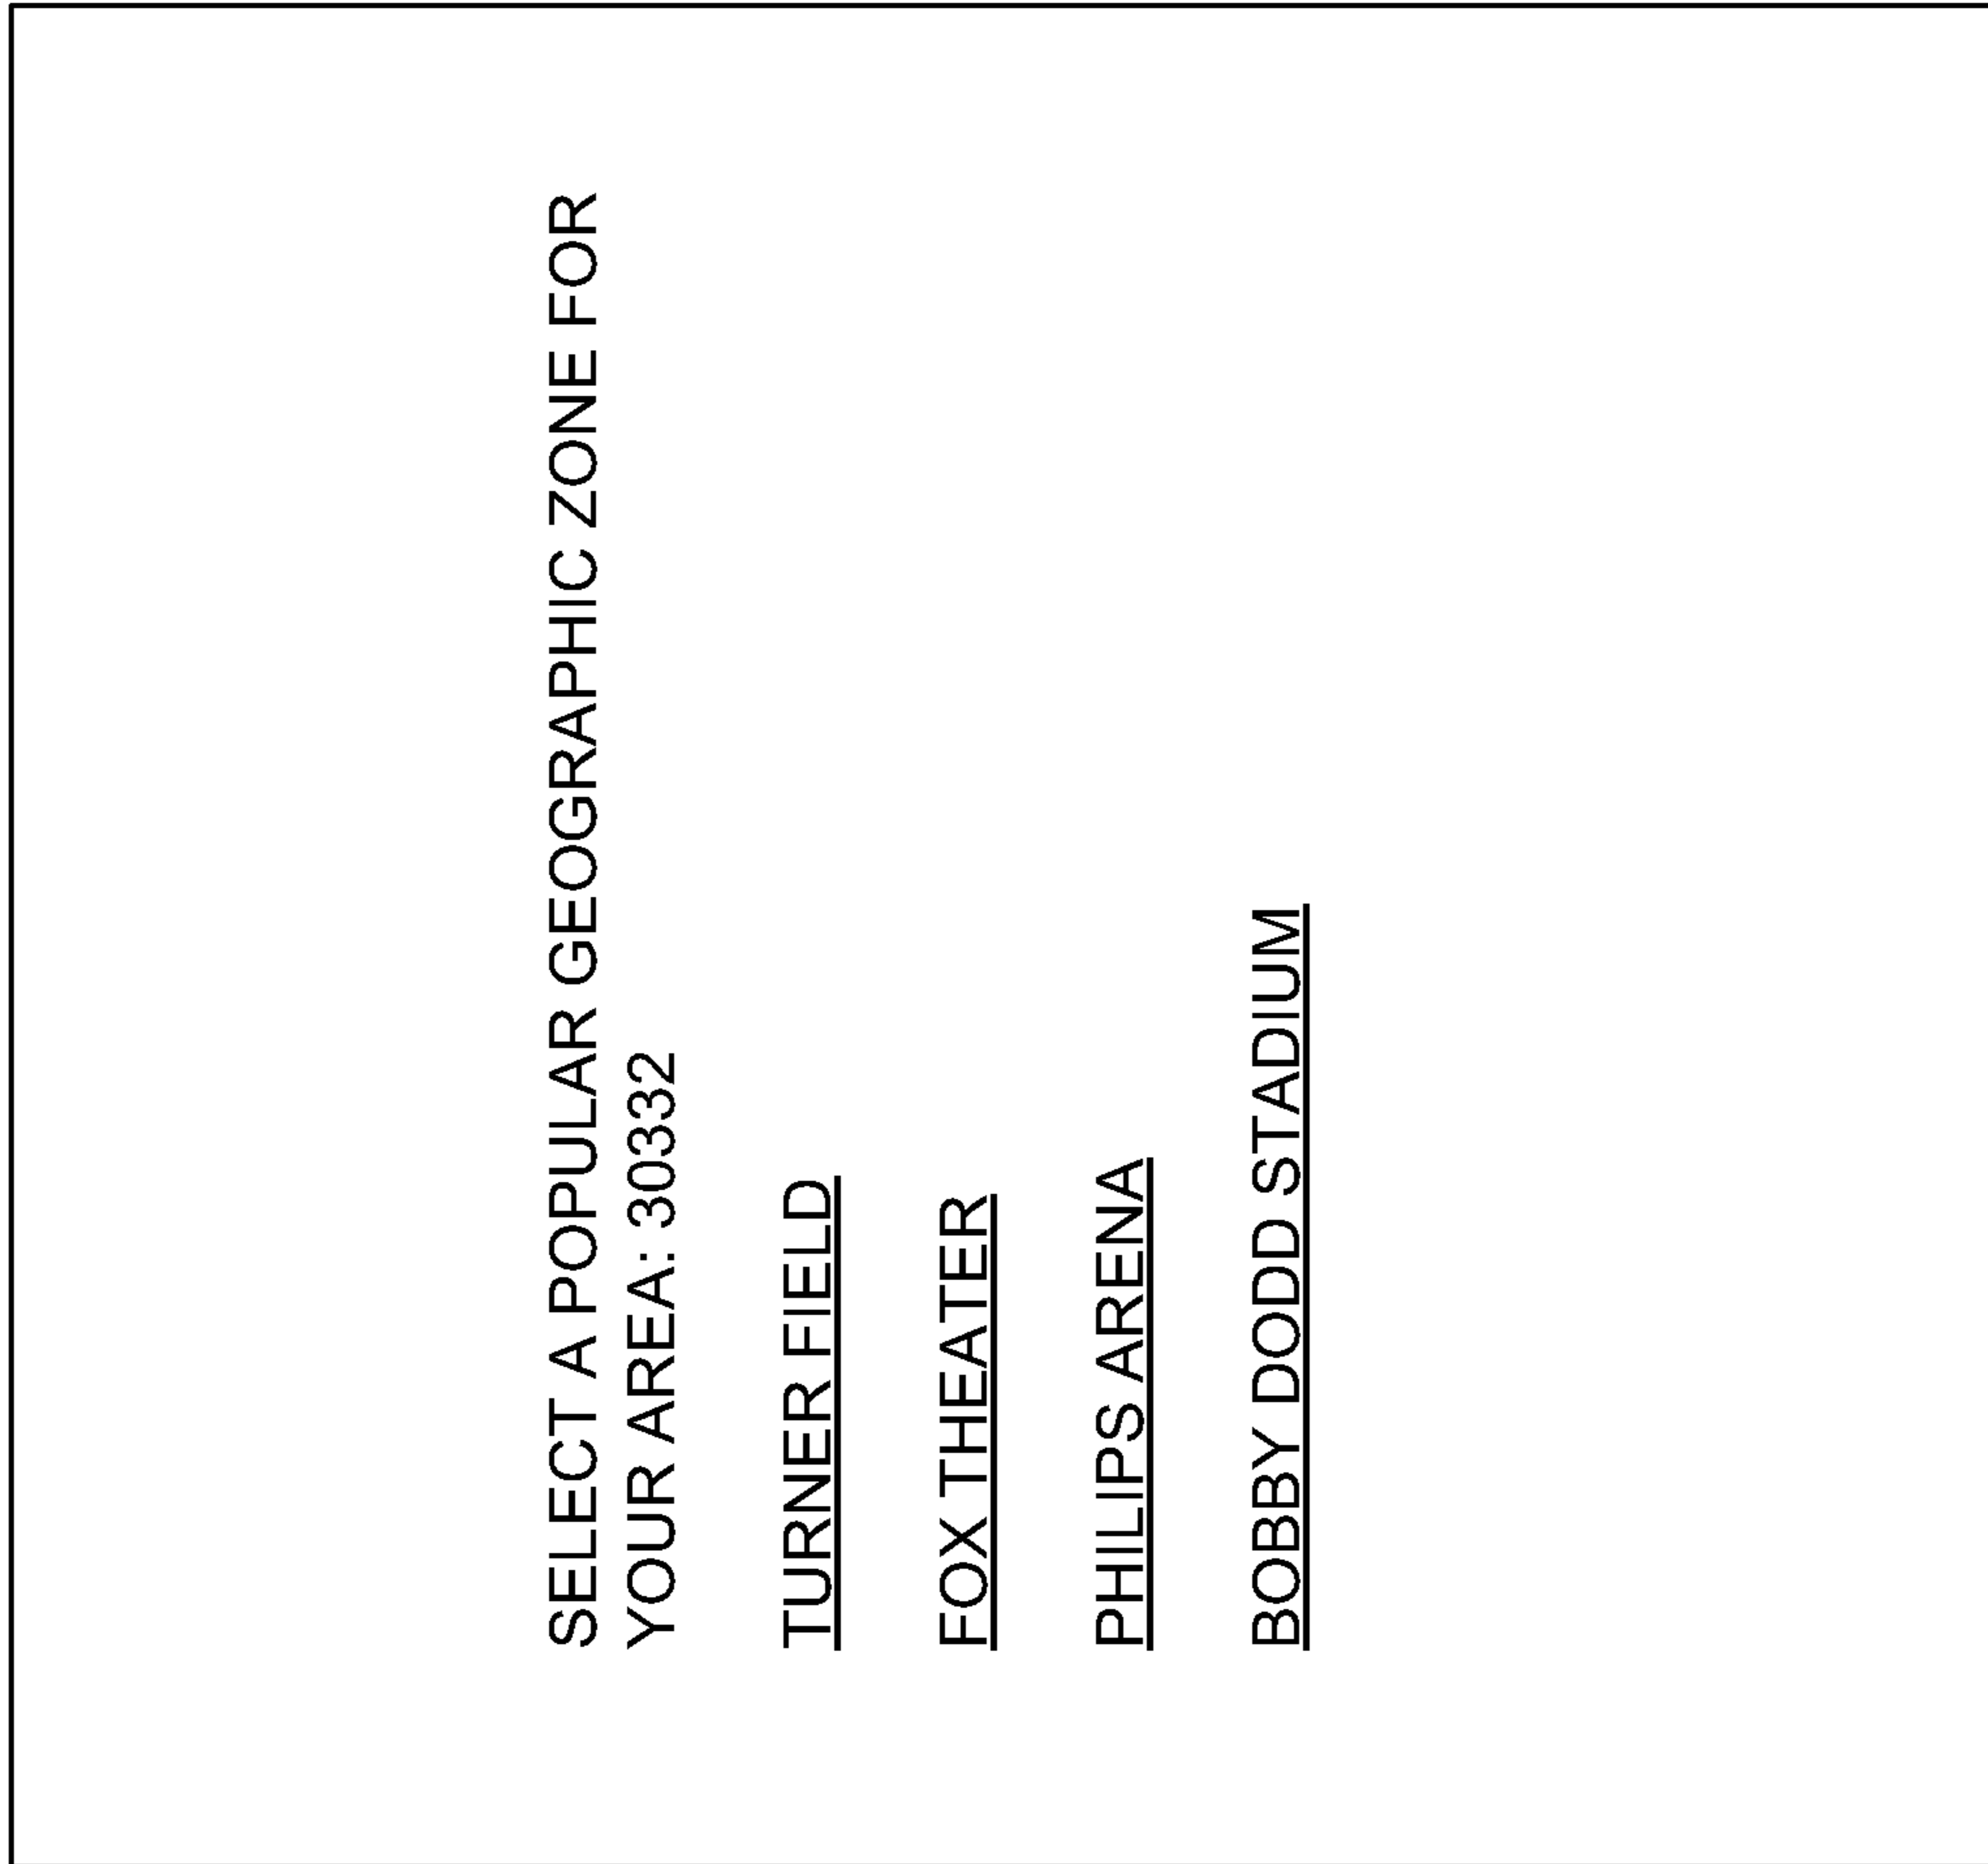 SELECT A POPULAR GEOGRAPHIC ZONE FOR
YOUR AREA: 30332
TURNER FIELD
FOX THEATER
PHILIPS ARENA
BOBBY DODD STADIUM